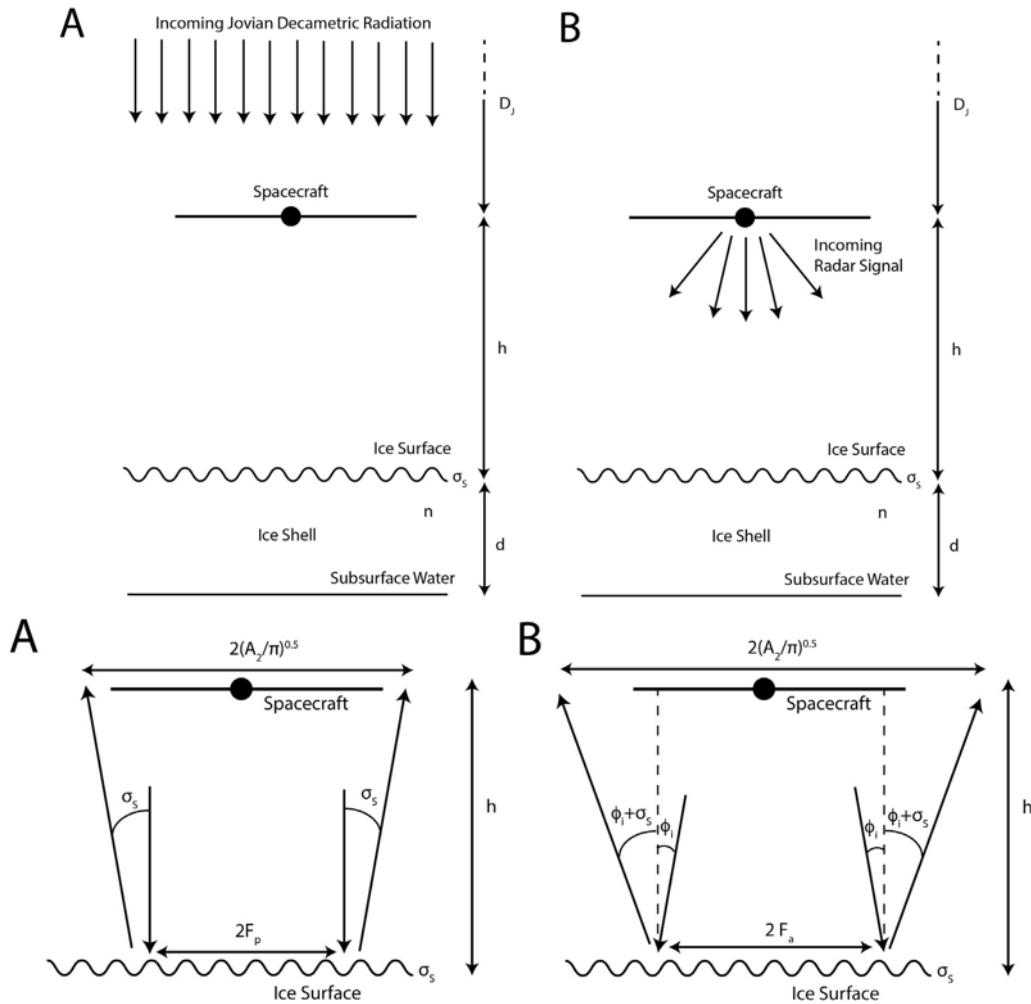 A
Incoming Jovian Decametric Radiation
D_J
Spacecraft
h
Ice Surface
σ_s
n
Ice Shell
d
Subsurface Water
B
D_J
Spacecraft
Incoming
Radar Signal
h
Ice Surface
σ_s
n
Ice Shell
d
Subsurface Water
A
2(A_2/π)^0.5
Spacecraft
σ_s
σ_s
h
2F_p
σ_s
Ice Surface
B
2(A_2/π)^0.5
Spacecraft
ϕ_i+σ_s
ϕ_i
ϕ_i
ϕ_i+σ_s
h
2 F_a
σ_s
Ice Surface